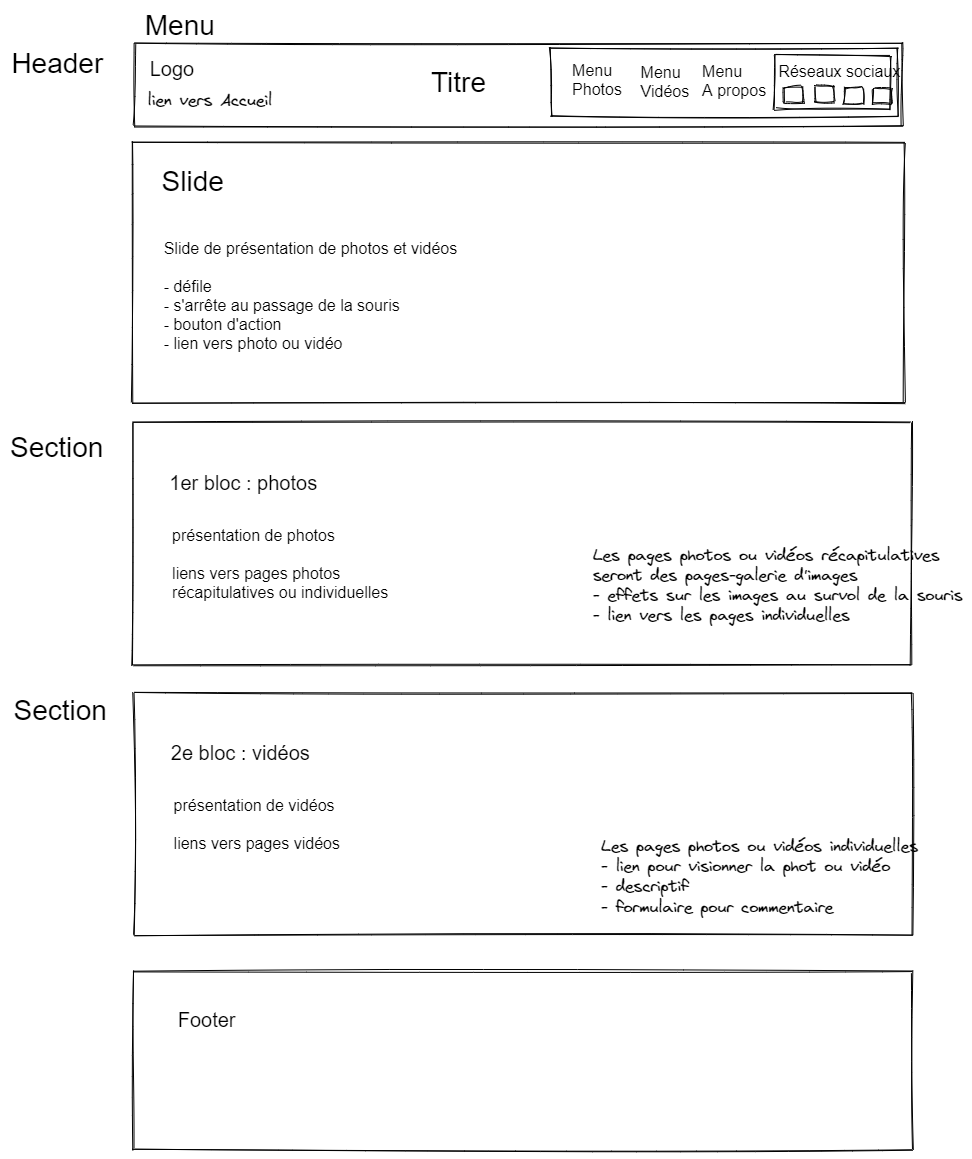 Menu
Header
Logo
lien vers Accueil
Titre
Menu
Photos
Menu
Vidéos
Menu
A propos
Réseaux sociaux
Slide
Slide de présentation de photos et vidéos
- défile
- s'arrête au passage de la souris
- bouton d'action
- lien vers photo ou vidéo
Section
1er bloc : photos
présentation de photos
liens vers pages photos
récapitulatives ou individuelles
Les pages photos ou vidéos récapitulatives
seront des pages-galerie d'images
- effets sur les images au survol de la souris
- lien vers les pages individuelles
Section
2e bloc : vidéos
présentation de vidéos
liens vers pages vidéos
Les pages photos ou vidéos individuelles
- lien pour visionner la phot ou vidéo
- descriptif
- formulaire pour commentaire
Footer